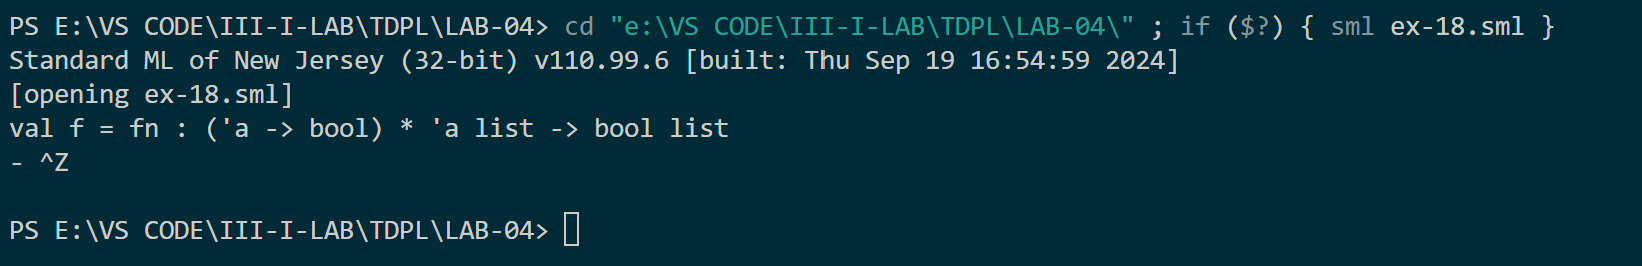 PS E:\VS CODE\III-I-LAB\TDPL\LAB-04> cd "e:\VS CODE\III-I-LAB\TDPL\LAB-04\" ; if ($?) { sml ex-18.sml }
Standard ML of New Jersey (32-bit) v110.99.6 [built: Thu Sep 19 16:54:59 2024]
[opening ex-18.sml]
val f = fn : ('a -> bool) * 'a list -> bool list
- ^Z
PS E:\VS CODE\III-I-LAB\TDPL\LAB-04>